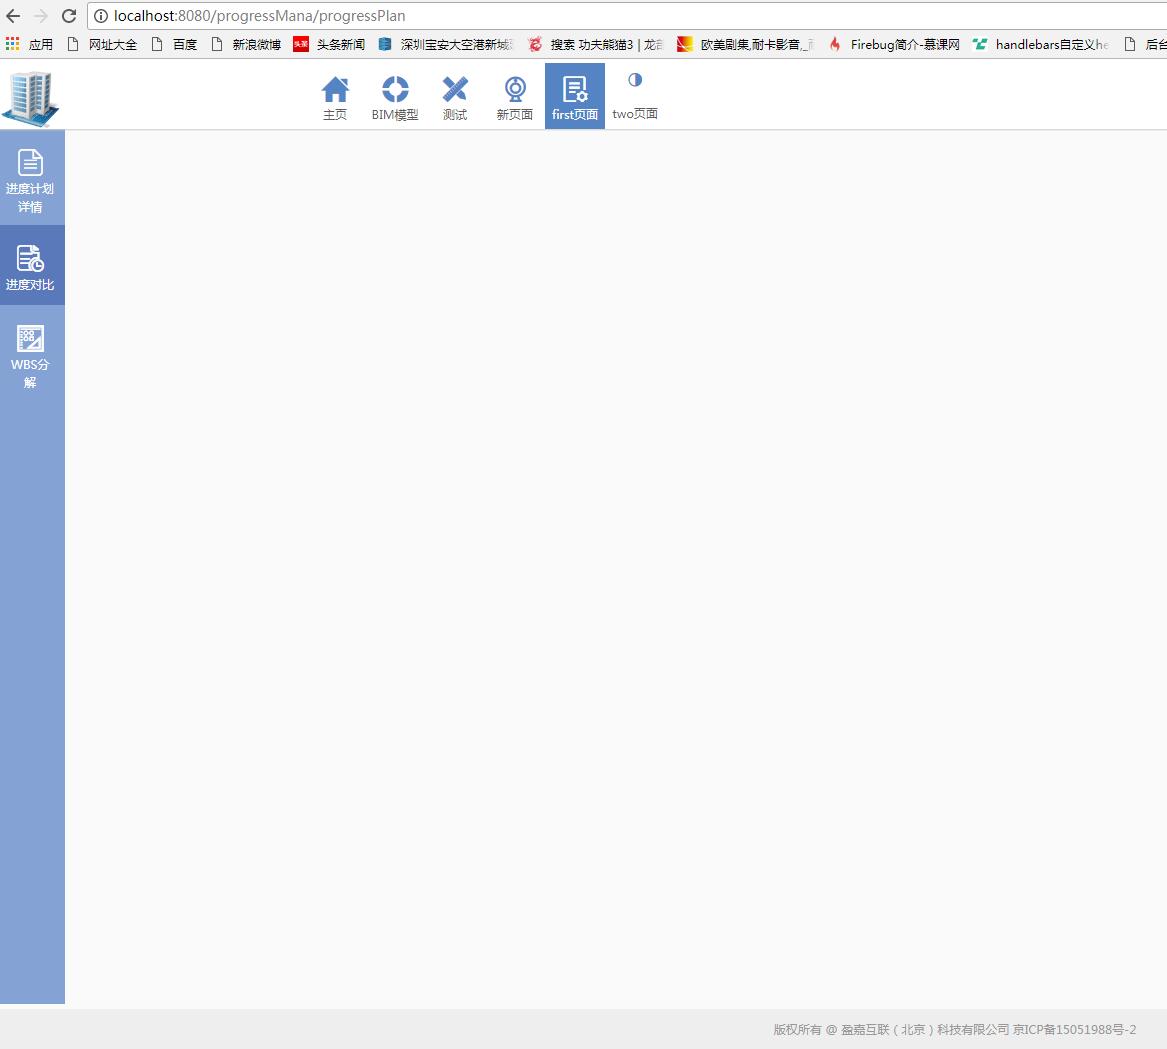 localhost:8080/progressMana/progressPlan
应用 网址大全 百度 新浪微博 头条 头条新闻 深圳宝安大空港新城 搜索 功夫熊猫3 | 龙 欧美剧集,耐卡影音,_ Firebug简介-慕课网 handlebars自定义he 后台
主页 BIM模型 测试 新页面 first页面 two页面
进度计划
详情
进度对比
WBS分
解
版权所有 @ 盈嘉互联（北京）科技有限公司 京ICP备15051988号-2